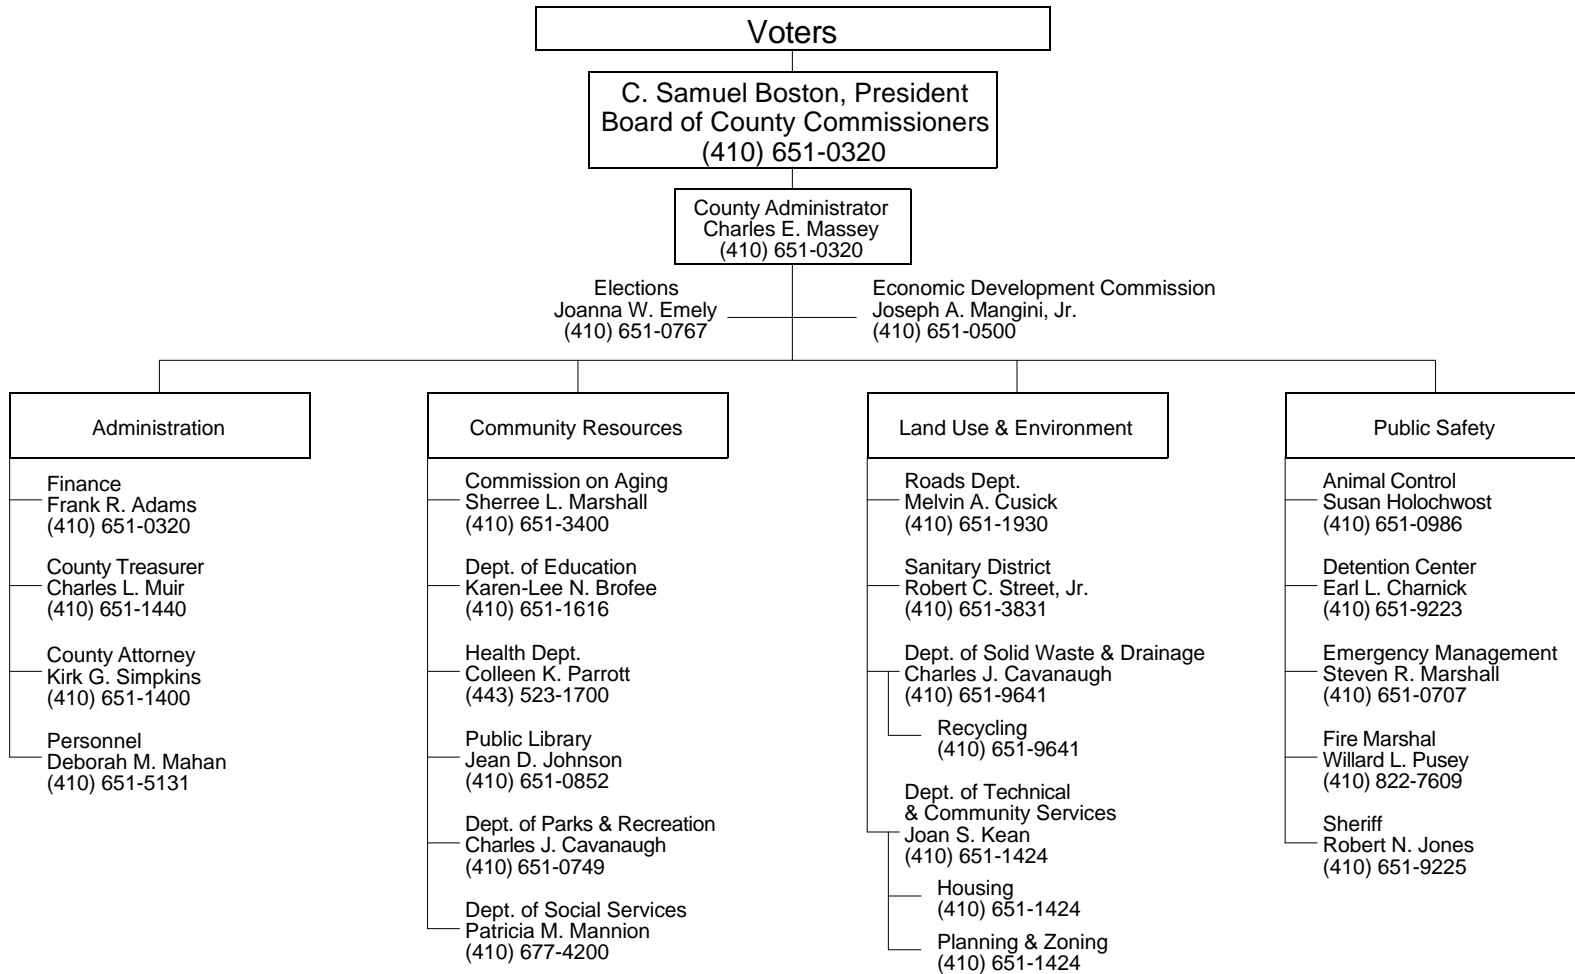 Voters
C. Samuel Boston, President
Board of County Commissioners
(410) 651-0320
County Administrator
Charles E. Massey
(410) 651-0320
Elections
Joanna W. Emely
(410) 651-0767
Economic Development Commission
Joseph A. Mangini, Jr.
(410) 651-0500
Administration
Finance
Frank R. Adams
(410) 651-0320
County Treasurer
Charles L. Muir
(410) 651-1440
County Attorney
Kirk G. Simpkins
(410) 651-1400
Personnel
Deborah M. Mahan
(410) 651-5131
Community Resources
Commission on Aging
Sherree L. Marshall
(410) 651-3400
Dept. of Education
Karen-Lee N. Brofee
(410) 651-1616
Health Dept.
Colleen K. Parrott
(443) 523-1700
Public Library
Jean D. Johnson
(410) 651-0852
Dept. of Parks & Recreation
Charles J. Cavanaugh
(410) 651-0749
Dept. of Social Services
Patricia M. Mannion
(410) 677-4200
Land Use & Environment
Roads Dept.
Melvin A. Cusick
(410) 651-1930
Sanitary District
Robert C. Street, Jr.
(410) 651-3831
Dept. of Solid Waste & Drainage
Charles J. Cavanaugh
(410) 651-9641
Recycling
(410) 651-9641
Dept. of Technical
& Community Services
Joan S. Kean
(410) 651-1424
Housing
(410) 651-1424
Planning & Zoning
(410) 651-1424
Public Safety
Animal Control
Susan Holochwost
(410) 651-0986
Detention Center
Earl L. Charnick
(410) 651-9223
Emergency Management
Steven R. Marshall
(410) 651-0707
Fire Marshal
Willard L. Pusey
(410) 822-7609
Sheriff
Robert N. Jones
(410) 651-9225